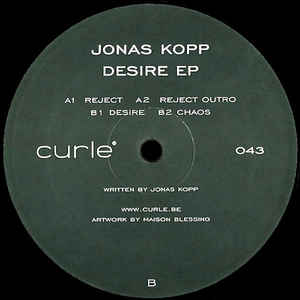 JONAS KOPP
DESIRE EP
A1 REJECT A2 REJECT OUTRO
B1 DESIRE B2 CHAOS
curle
043
WRITTEN BY JONAS KOPP
WWW.CURLE.BE
ARTWORK BY MAISON BLESSING
B